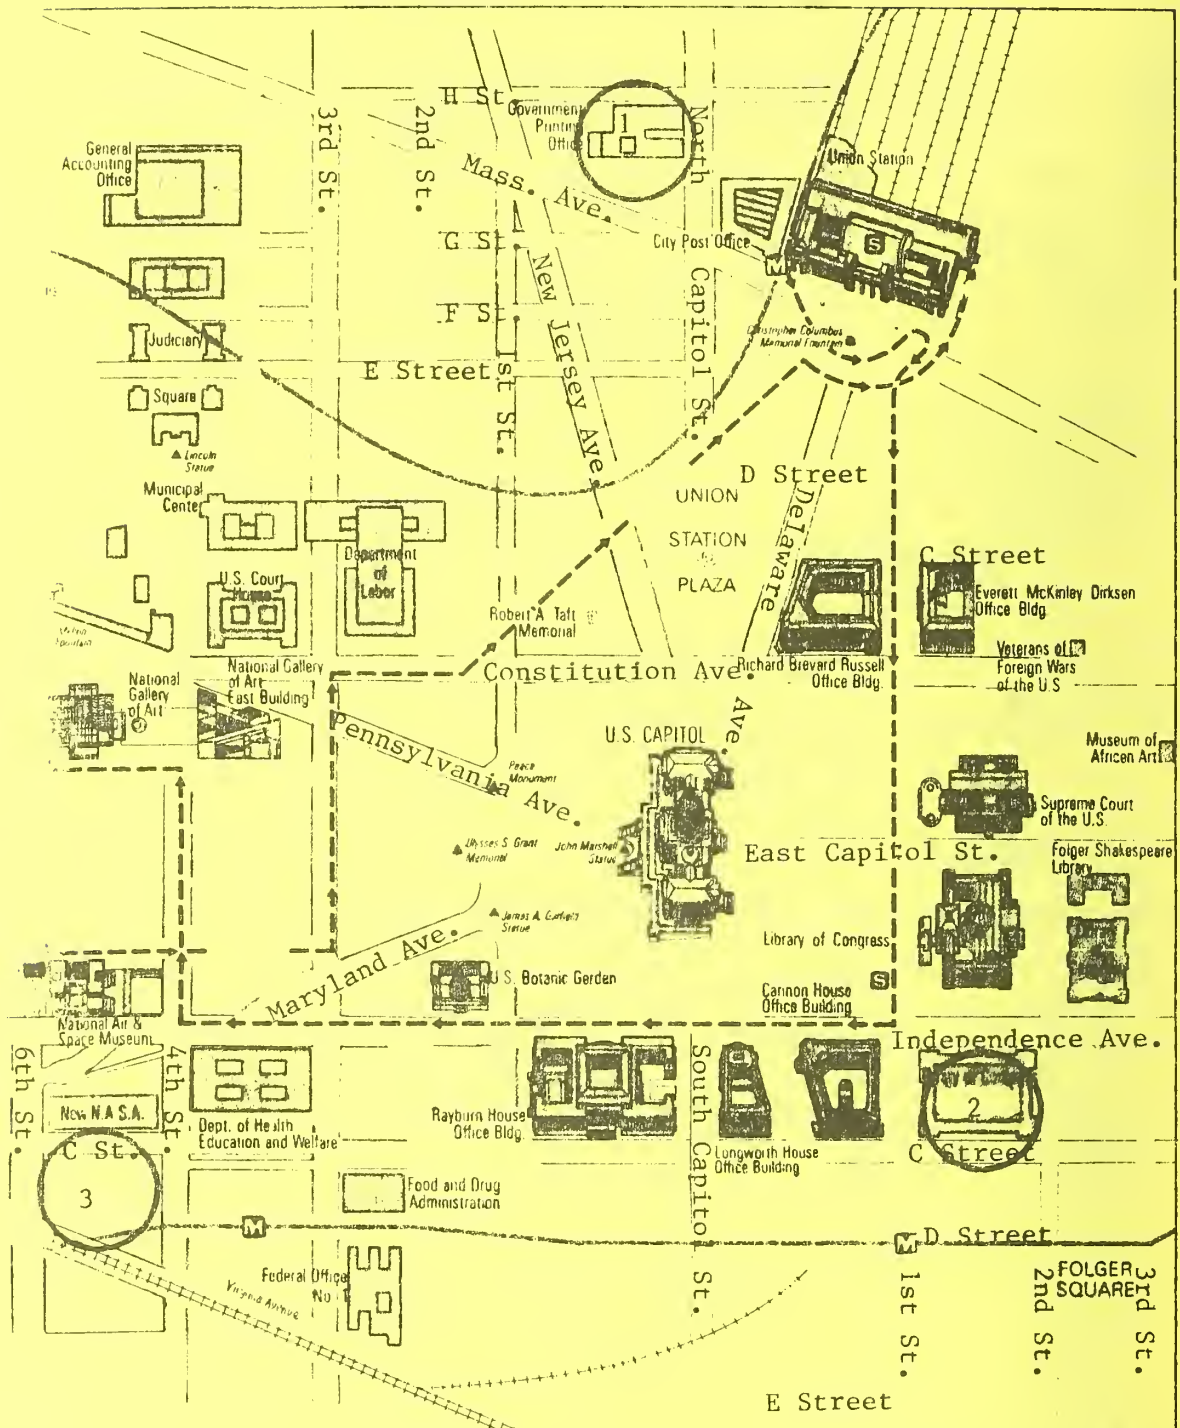 H St.
Government
Printing
Office
1
North
Capitol St.
3rd St.
2nd St.
General
Accounting
Office
Union Station
Mass. Ave.
S
City Post Office
M
G St.
New Jersey Ave.
F St.
1st St.
Christopher Columbus
Memorial Fountain
Judiciary
E Street
Square
Lincoln
Statue
D Street
Delaware Ave.
Municipal
Center
UNION
STATION
PLAZA
Department
of
Labor
C Street
U.S. Court
House
Everett McKinley Dirksen
Office Bldg.
Robert A. Taft
Memorial
Fountain
Veterans of
Foreign Wars
of the U.S.
Constitution Ave.
Richard Brevard Russell
Office Bldg.
National Gallery
of Art
East Building
National
Gallery
of Art
Pennsylvania Ave.
U.S. CAPITOL
Museum of
African Art
Peace
Monument
Supreme Court
of the U.S.
Ulysses S. Grant
Memorial
John Marshall
Statue
East Capitol St.
Folger Shakespeare
Library
James A. Garfield
Statue
Maryland Ave.
Library of Congress
U.S. Botanic Gerden
Cannon House
Office Building
S
National Air &
Space Museum
Independence Ave.
6th St.
4th St.
South Capitol St.
New N.A.S.A.
Dept. of Health
Education and Welfare
Rayburn House
Office Bldg.
2
C St.
Longworth House
Office Building
C Street
3
Food and Drug
Administration
M
M
D Street
Federal Office
No. 1
Virginia Avenue
1st St.
2nd St.
FOLGER
SQUARE
3rd St.
E Street